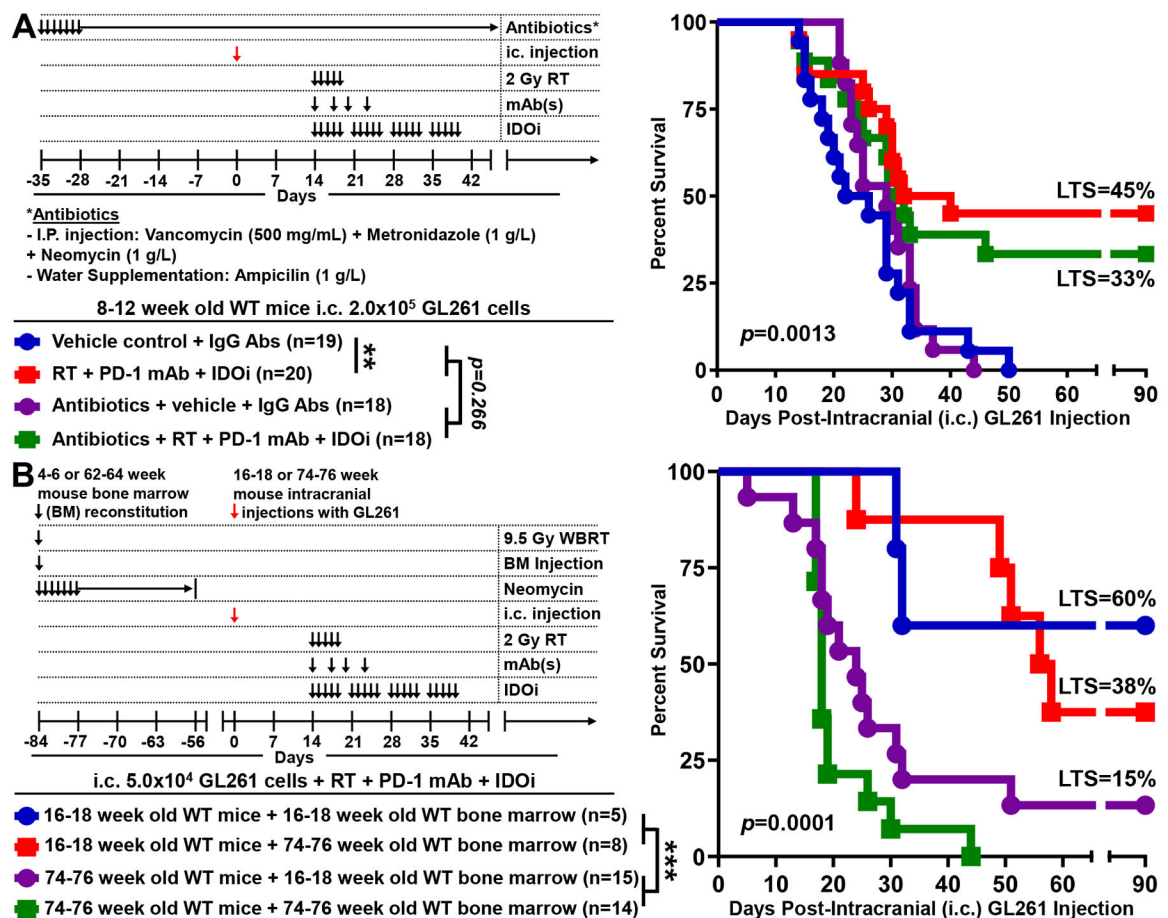 A
Antibiotics*
ic. injection
2 Gy RT
mAb(s)
IDOi
-35 -28 -21 -14 -7 0 7 14 21 28 35 42
Days
*Antibiotics
- I.P. injection: Vancomycin (500 mg/mL) + Metronidazole (1 g/L)
+ Neomycin (1 g/L)
- Water Supplementation: Ampicilin (1 g/L)
8-12 week old WT mice i.c. 2.0x10⁵ GL261 cells
Vehicle control + IgG Abs (n=19)
RT + PD-1 mAb + IDOi (n=20)
Antibiotics + vehicle + IgG Abs (n=18)
Antibiotics + RT + PD-1 mAb + IDOi (n=18)
**
p=0.266
Percent Survival
100
75
50
25
0
LTS=45%
LTS=33%
p=0.0013
0 10 20 30 40 50 60 90
Days Post-Intracranial (i.c.) GL261 Injection
B
4-6 or 62-64 week
mouse bone marrow
(BM) reconstitution
16-18 or 74-76 week
mouse intracranial
injections with GL261
9.5 Gy WBRT
BM Injection
Neomycin
i.c. injection
2 Gy RT
mAb(s)
IDOi
-84 -77 -70 -63 -56 0 7 14 21 28 35 42
Days
i.c. 5.0x10⁴ GL261 cells + RT + PD-1 mAb + IDOi
16-18 week old WT mice + 16-18 week old WT bone marrow (n=5)
16-18 week old WT mice + 74-76 week old WT bone marrow (n=8)
74-76 week old WT mice + 16-18 week old WT bone marrow (n=15)
74-76 week old WT mice + 74-76 week old WT bone marrow (n=14)
***
Percent Survival
100
75
50
25
0
LTS=60%
LTS=38%
LTS=15%
p=0.0001
0 10 20 30 40 50 60 90
Days Post-Intracranial (i.c.) GL261 Injection